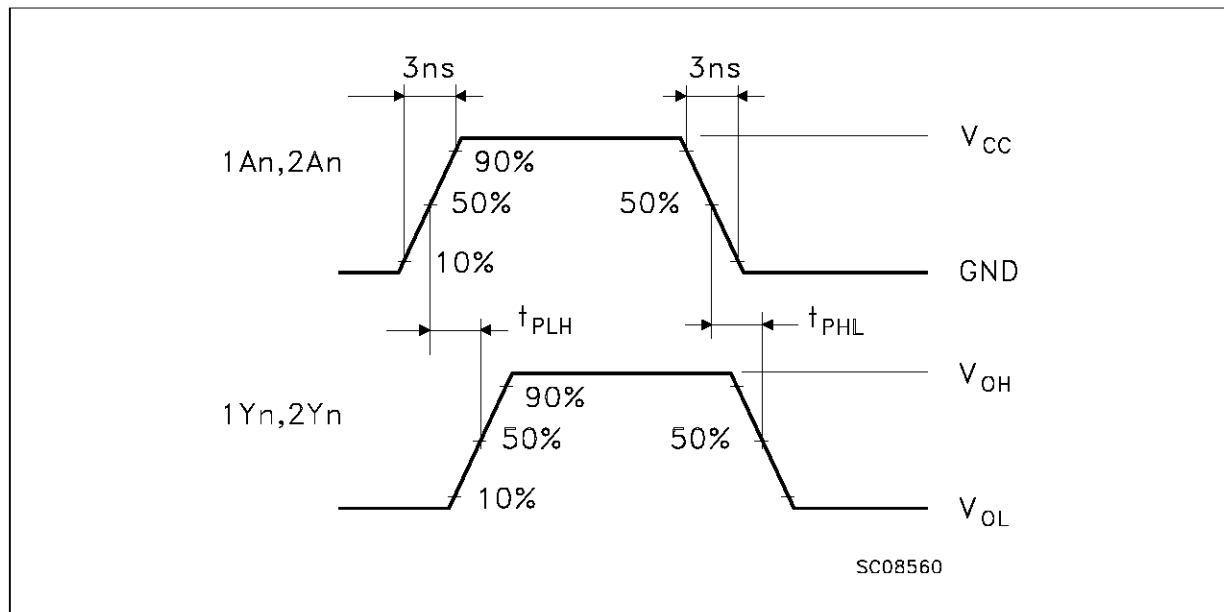 3ns 3ns
1An,2An
V_CC
90%
50% 50%
10%
GND
t_PLH t_PHL
1Yn,2Yn
V_OH
90%
50% 50%
10%
V_OL
SC08560